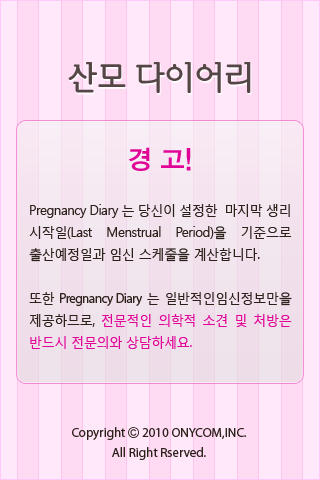 산모 다이어리
경 고!
Pregnancy Diary 는 당신이 설정한 마지막 생리
시작일(Last Menstrual Period)을 기준으로
출산예정일과 임신 스케줄을 계산합니다.
또한 Pregnancy Diary 는 일반적인임신정보만을
제공하므로, 전문적인 의학적 소견 및 처방은
반드시 전문의와 상담하세요.
Copyright © 2010 ONYCOM,INC.
All Right Rserved.